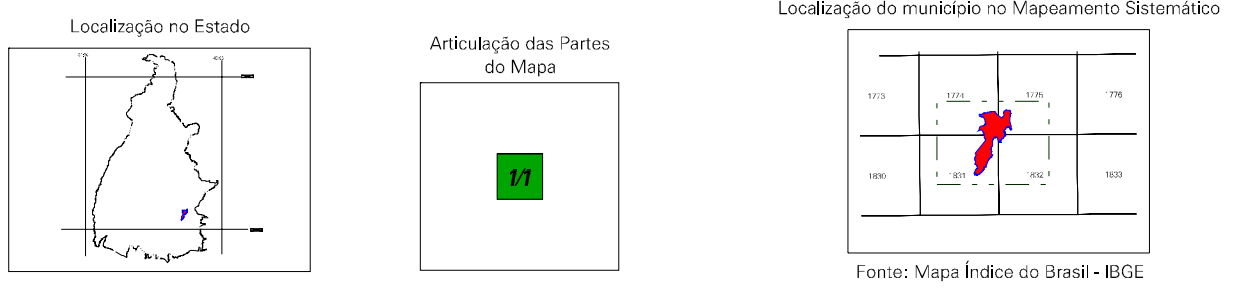 Localização no Estado
Articulação das Partes
do Mapa
1/1
Localização do município no Mapeamento Sistemático
1773
1774
1775
1776
1830
1831
1832
1833
Fonte: Mapa Índice do Brasil - IBGE